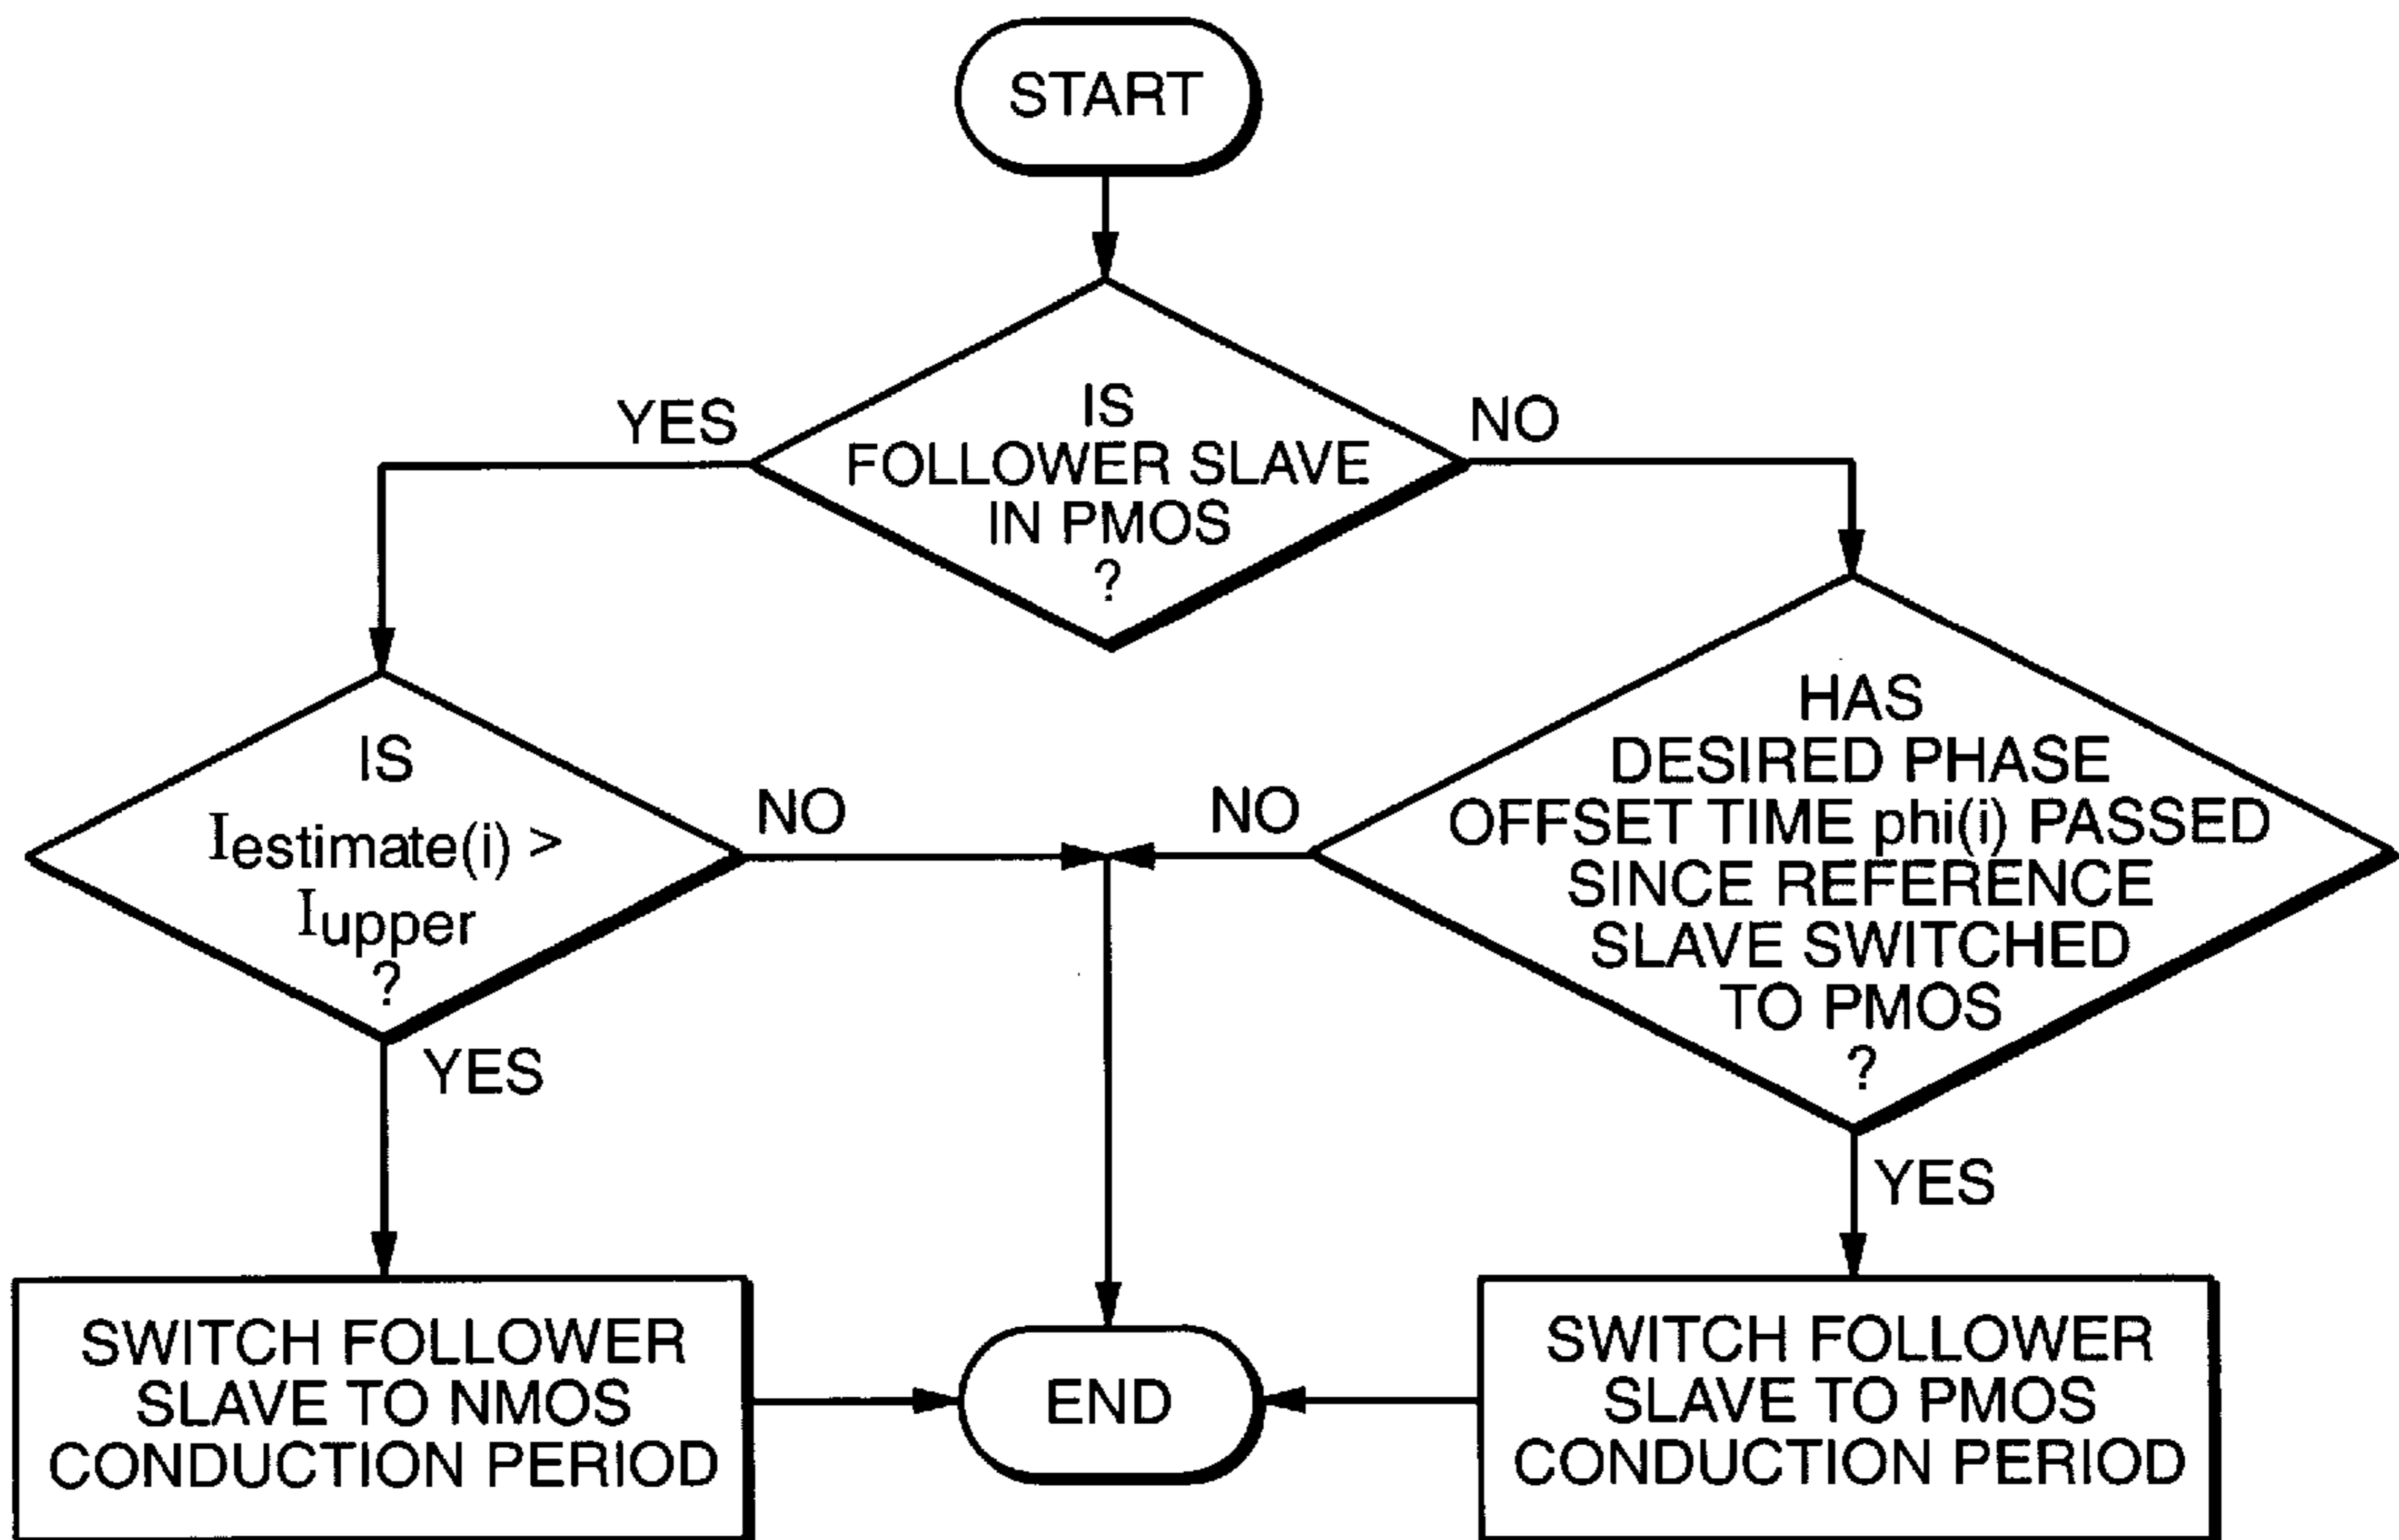 START
IS
FOLLOWER SLAVE
IN PMOS
?
YES
NO
IS
Iestimate(i) >
Iupper
?
NO
YES
HAS
DESIRED PHASE
OFFSET TIME phi(i) PASSED
SINCE REFERENCE
SLAVE SWITCHED
TO PMOS
?
NO
YES
SWITCH FOLLOWER
SLAVE TO NMOS
CONDUCTION PERIOD
END
SWITCH FOLLOWER
SLAVE TO PMOS
CONDUCTION PERIOD